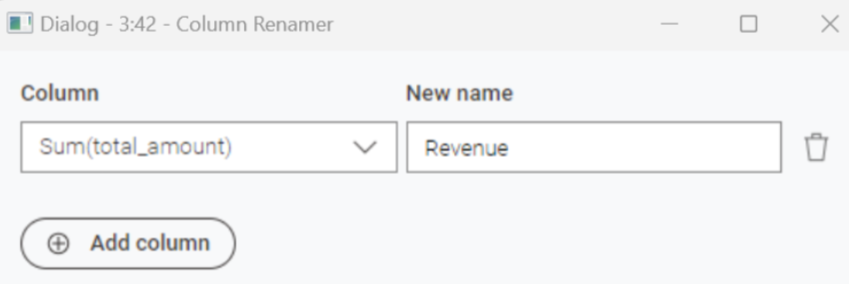 Dialog - 3:42 - Column Renamer
Column New name
Sum(total_amount) Revenue
Add column